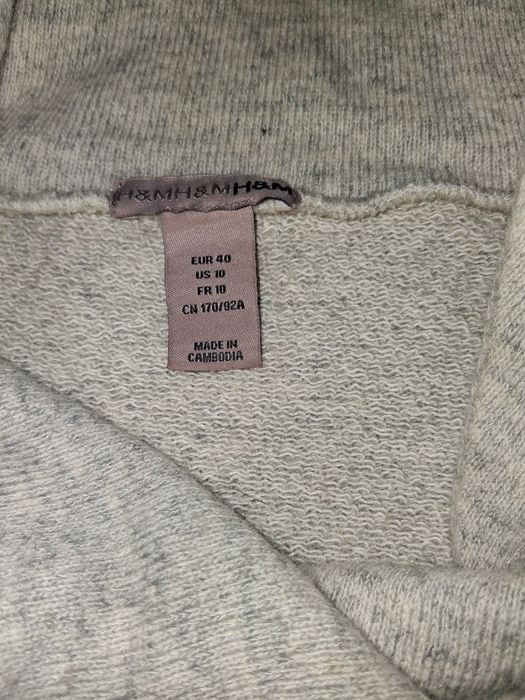 H&MH&MH&M
EUR 40
US 10
FR 10
CN 170/92A
MADE IN
CAMBODIA